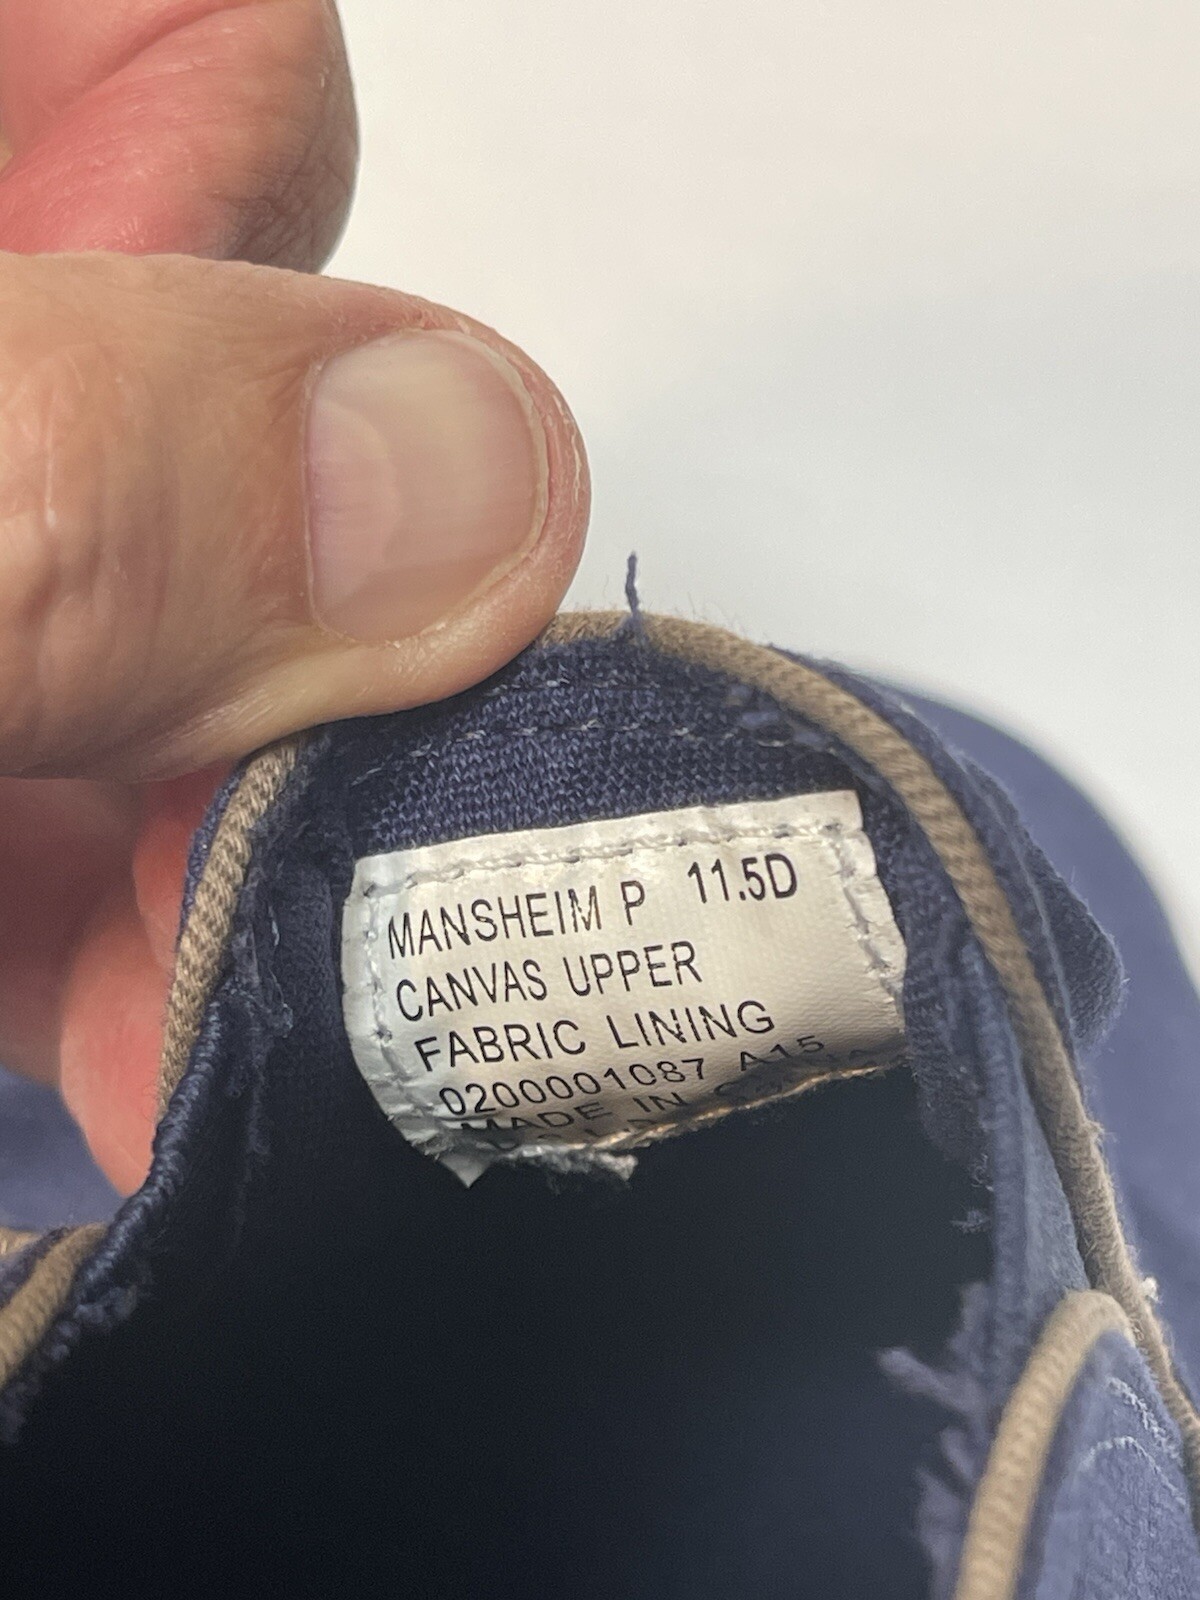 MANSHEIM P 11.5D
CANVAS UPPER
FABRIC LINING
0200001087 A15
MADE IN